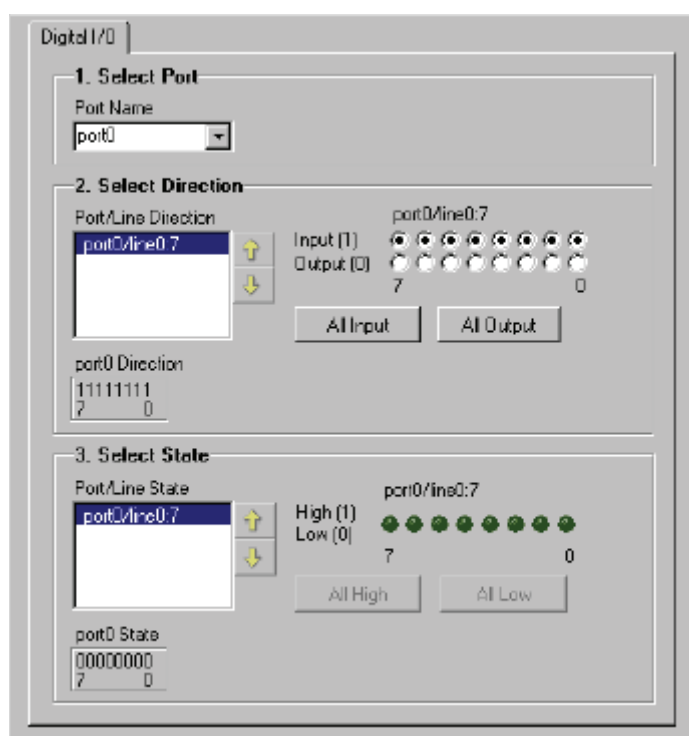 Digital I/O
1. Select Port
Port Name
port0
2. Select Direction
Port/Line Direction
port0/line0:7
port0/line0:7
Input (1)
Output (0)
7 0
All Input All Output
port0 Direction
11111111
7 0
3. Select State
Port/Line State
port0/line0:7
port0/line0:7
High (1)
Low (0)
7 0
All High All Low
port0 State
00000000
7 0